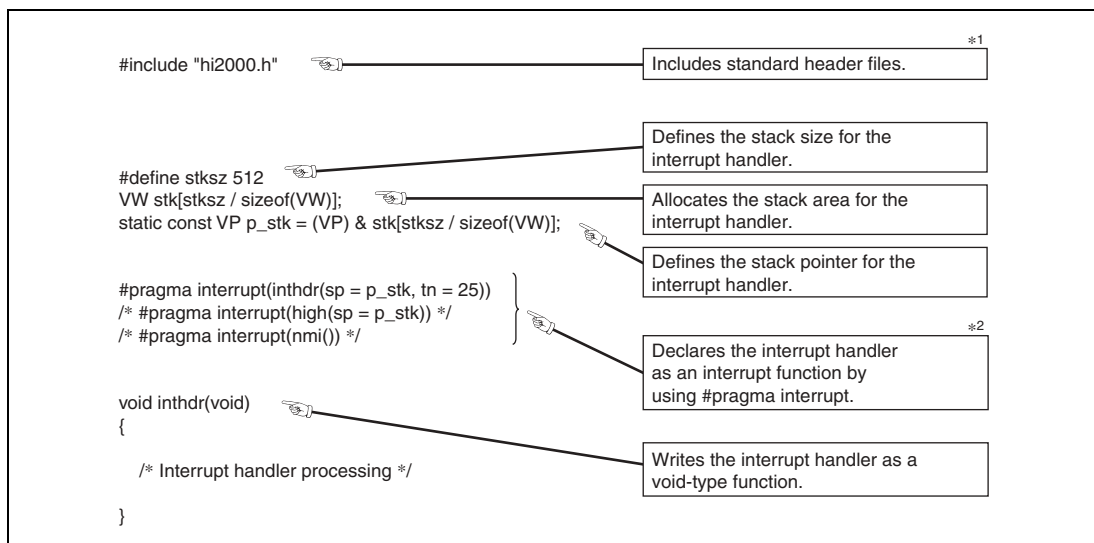 *1
#include "hi2000.h"
Includes standard header files.
Defines the stack size for the
interrupt handler.
#define stksz 512
VW stk[stksz / sizeof(VW)];
Allocates the stack area for the
interrupt handler.
static const VP p_stk = (VP) & stk[stksz / sizeof(VW)];
Defines the stack pointer for the
interrupt handler.
#pragma interrupt(inthdr(sp = p_stk, tn = 25))
/* #pragma interrupt(high(sp = p_stk)) */
/* #pragma interrupt(nmi()) */
*2
Declares the interrupt handler
as an interrupt function by
using #pragma interrupt.
void inthdr(void)
{
/* Interrupt handler processing */
Writes the interrupt handler as a
void-type function.
}